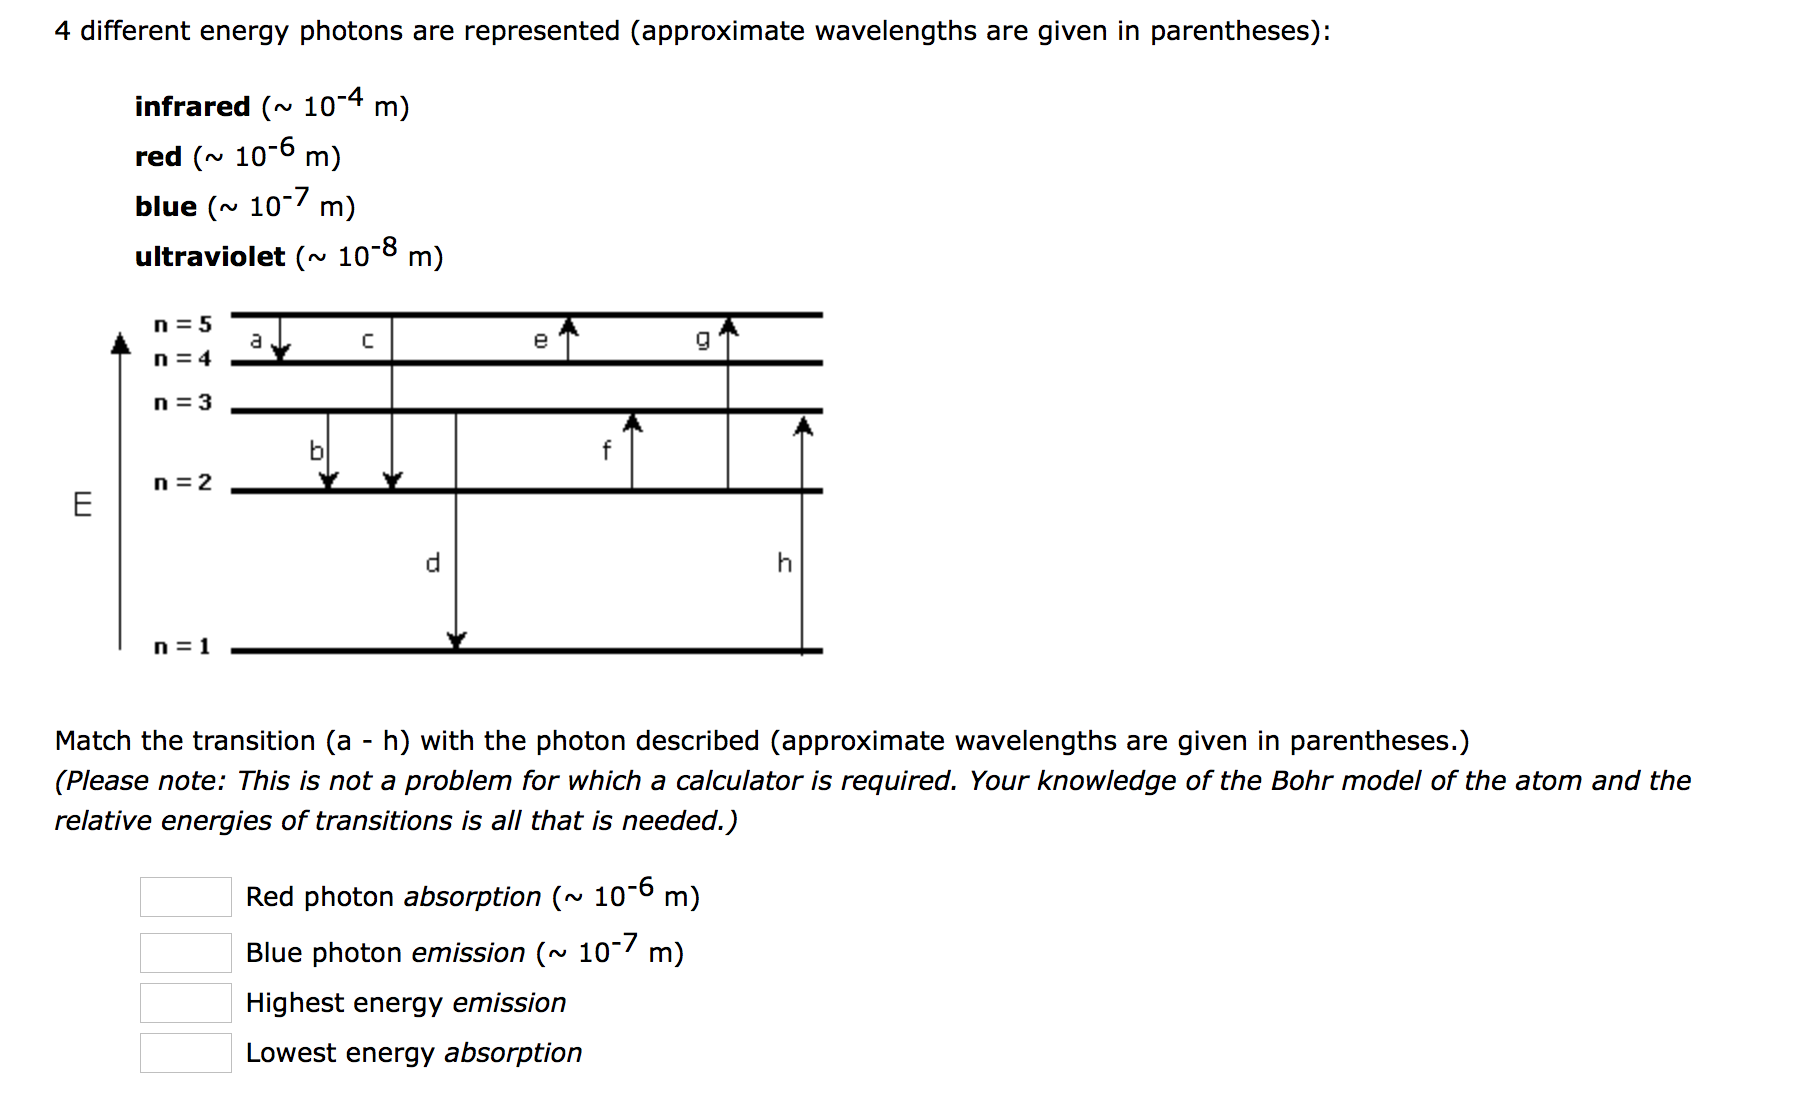 4 different energy photons are represented (approximate wavelengths are given in parentheses):
infrared (~ 10⁻⁴ m)
red (~ 10⁻⁶ m)
blue (~ 10⁻⁷ m)
ultraviolet (~ 10⁻⁸ m)
n = 5
a c e g
n = 4
n = 3
b f
n = 2
E
d h
n = 1
Match the transition (a - h) with the photon described (approximate wavelengths are given in parentheses.)
(Please note: This is not a problem for which a calculator is required. Your knowledge of the Bohr model of the atom and the
relative energies of transitions is all that is needed.)
Red photon absorption (~ 10⁻⁶ m)
Blue photon emission (~ 10⁻⁷ m)
Highest energy emission
Lowest energy absorption